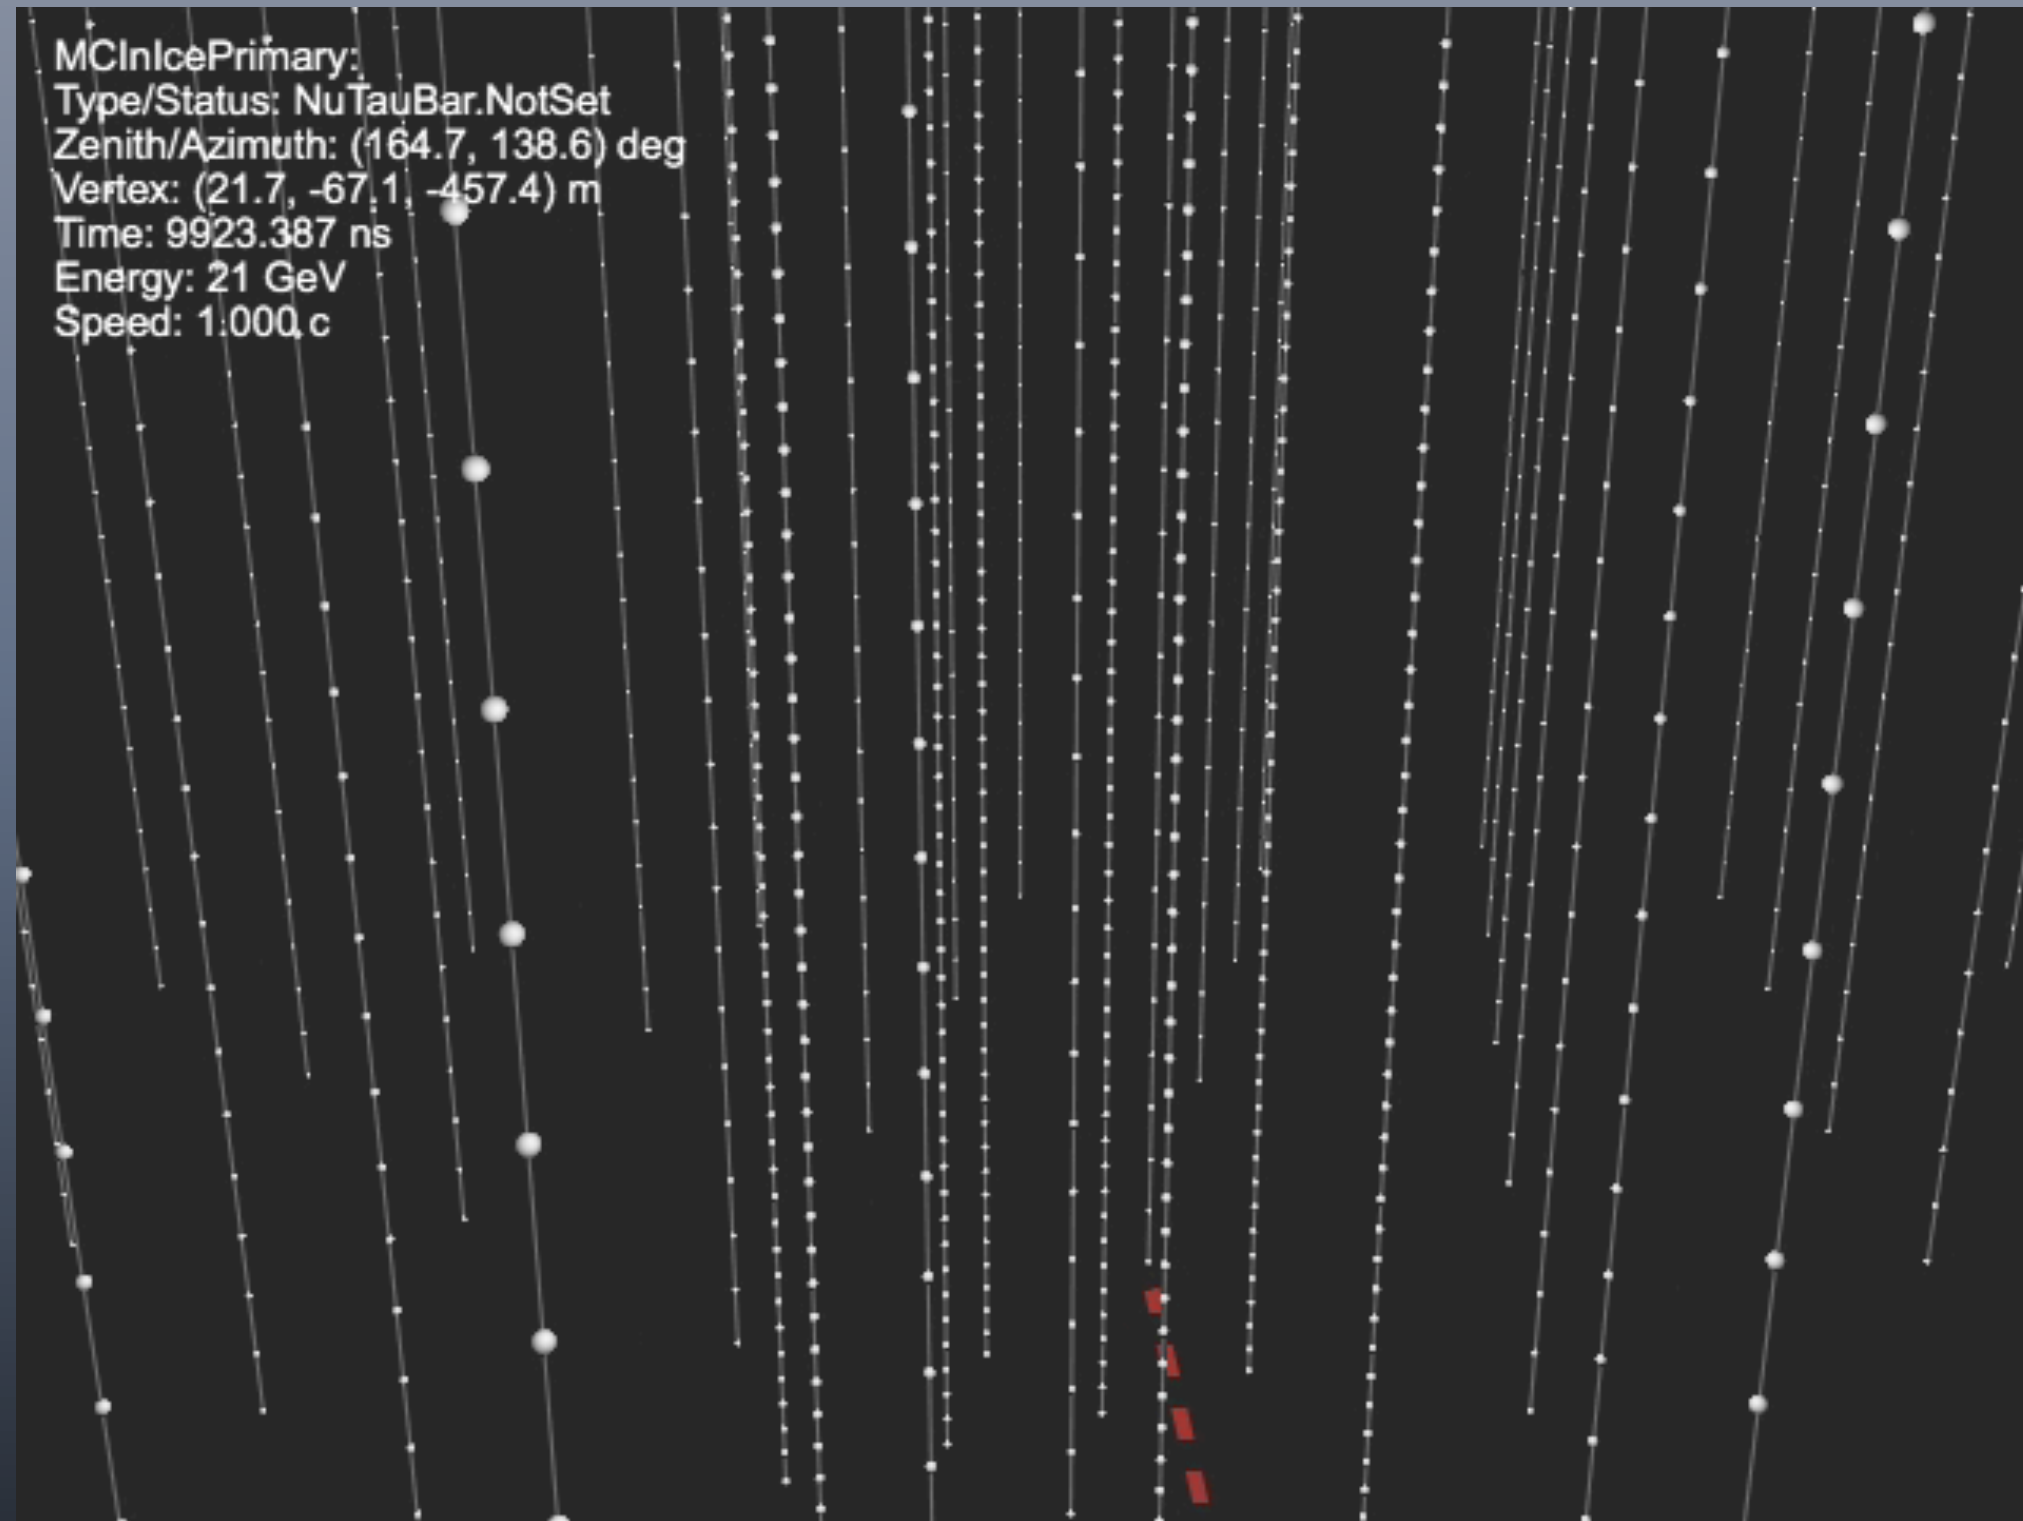 MCInIcePrimary:
Type/Status: NuTauBar.NotSet
Zenith/Azimuth: (164.7, 138.6) deg
Vertex: (21.7, -67.1, -457.4) m
Time: 9923.387 ns
Energy: 21 GeV
Speed: 1.000 c